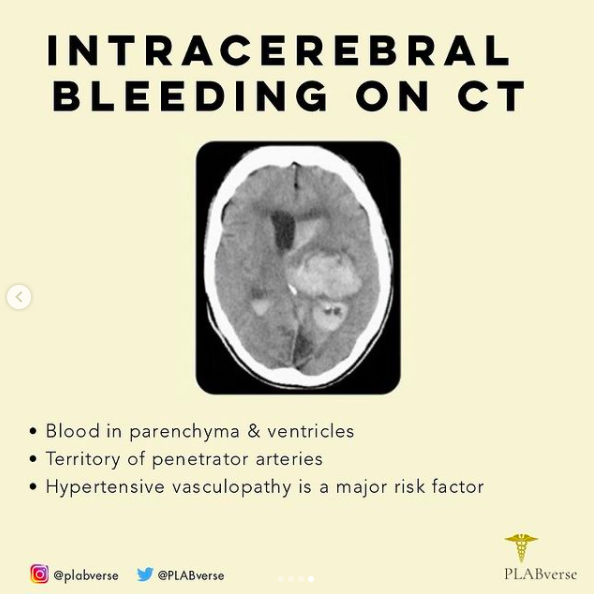 INTRACEREBRAL
BLEEDING ON CT
• Blood in parenchyma & ventricles
• Territory of penetrator arteries
• Hypertensive vasculopathy is a major risk factor
@plabverse @PLABverse
PLABverse